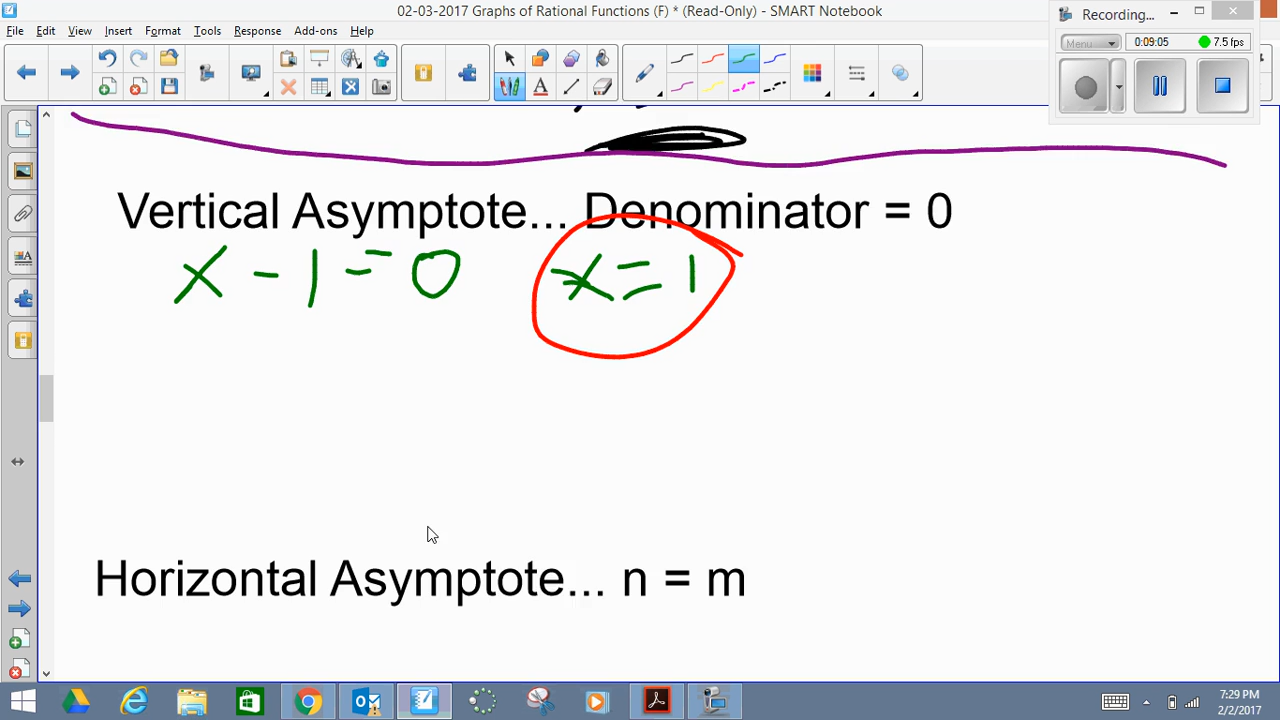 02-03-2017 Graphs of Rational Functions (F) * (Read-Only) - SMART Notebook
Recording...
File Edit View Insert Format Tools Response Add-ons Help
Menu 0:09:05 7.5 fps
Vertical Asymptote... Denominator = 0
x - 1 = 0 x = 1
Horizontal Asymptote... n = m
7:29 PM
2/2/2017